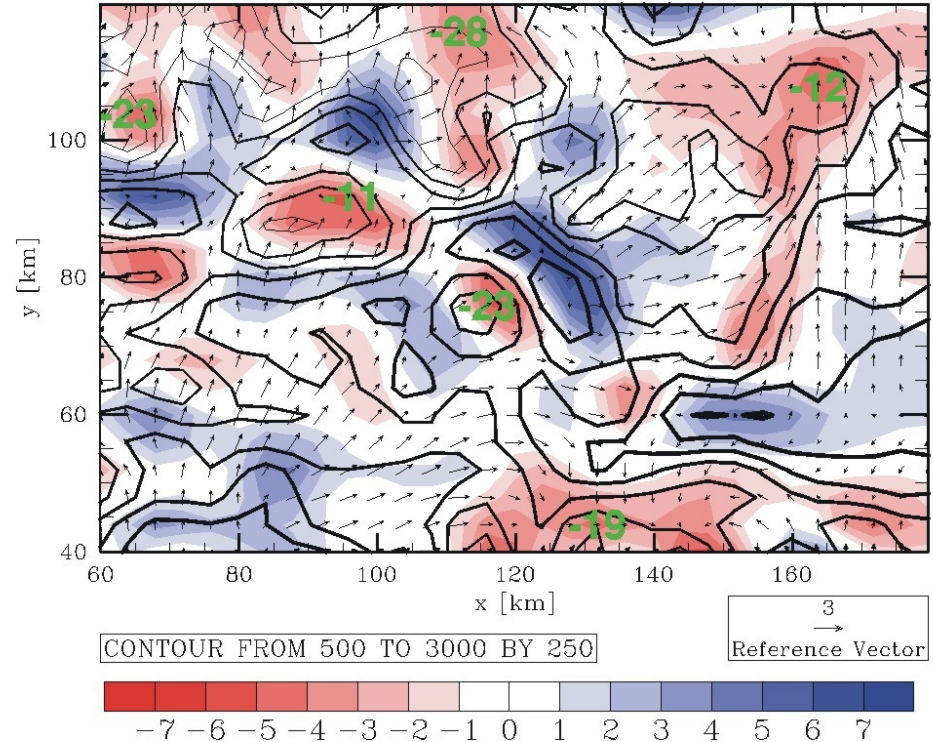 -28
-23
-12
100
-11
80
-23
60
-19
40
60 80 100 120 140 160
y [km]
x [km]
3
Reference Vector
CONTOUR FROM 500 TO 3000 BY 250
−7 −6 −5 −4 −3 −2 −1 0 1 2 3 4 5 6 7